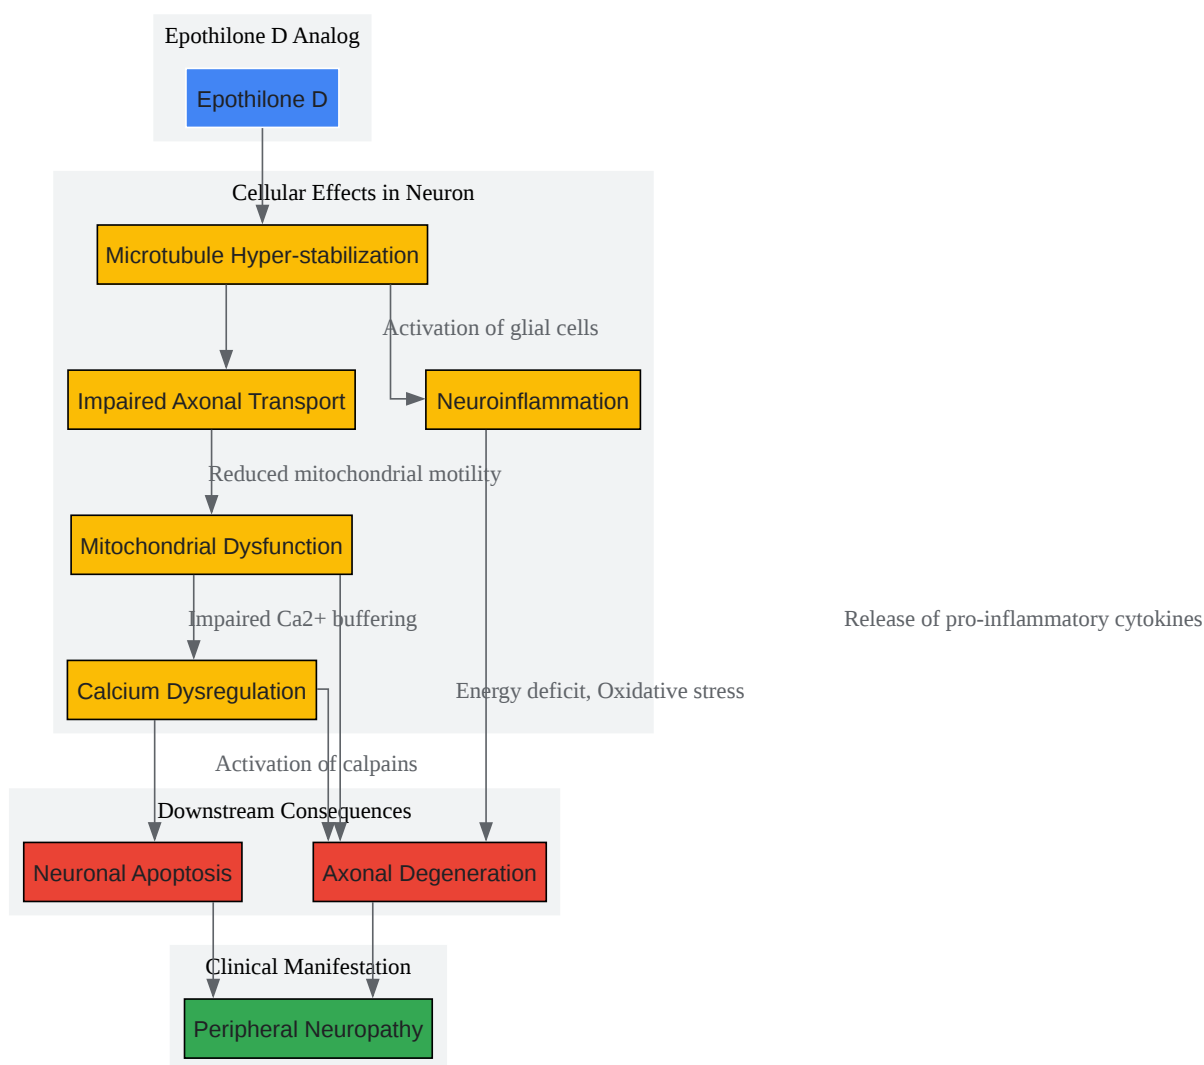 Epothilone D Analog
Epothilone D
Cellular Effects in Neuron
Microtubule Hyper-stabilization
Activation of glial cells
Impaired Axonal Transport
Neuroinflammation
Reduced mitochondrial motility
Mitochondrial Dysfunction
Impaired Ca2+ buffering
Release of pro-inflammatory cytokines
Calcium Dysregulation
Energy deficit, Oxidative stress
Activation of calpains
Downstream Consequences
Neuronal Apoptosis
Axonal Degeneration
Clinical Manifestation
Peripheral Neuropathy